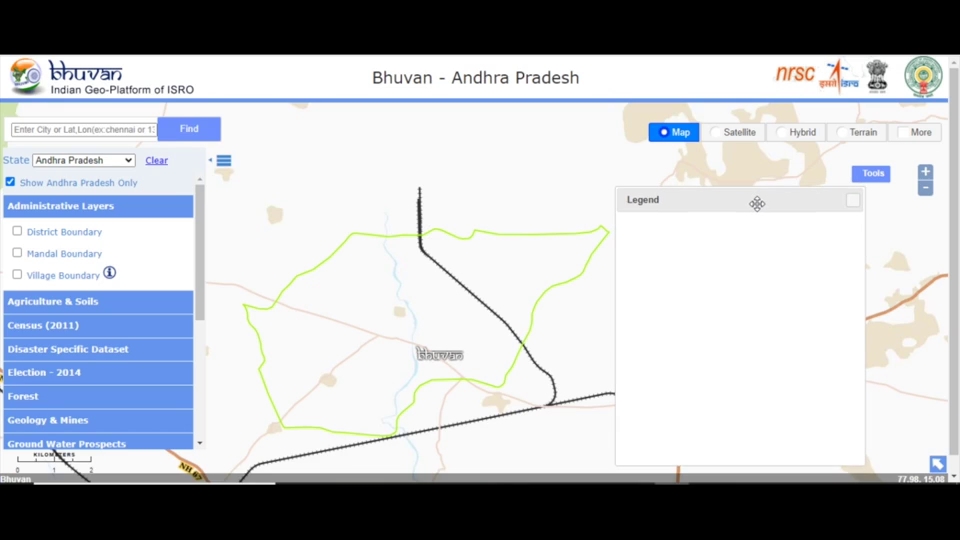 bhuvan
Indian Geo-Platform of ISRO
Bhuvan - Andhra Pradesh
nrsc इसरो isro
Enter City or Lat,Lon(ex:chennai or 1
Find
Map Satellite Hybrid Terrain More
State Andhra Pradesh Clear
Tools
+
-
Show Andhra Pradesh Only
Administrative Layers
Legend
District Boundary
Mandal Boundary
Village Boundary i
Agriculture & Soils
Census (2011)
Disaster Specific Dataset
bhuvan
Election - 2014
Forest
Geology & Mines
Ground Water Prospects
KILOMETERS
0 1 2
NH 67
Bhuvan
77.98, 15.08